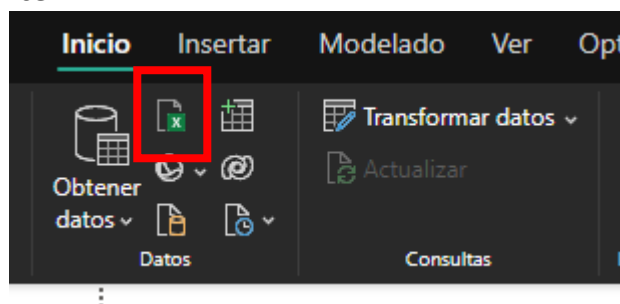 Inicio Insertar Modelado Ver Opt
Obtener
datos
Transformar datos
Actualizar
Datos
Consultas